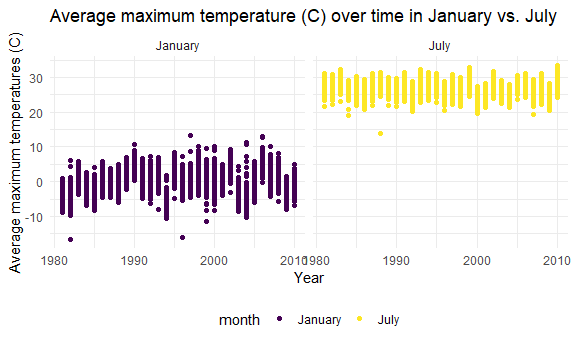 Average maximum temperature (C) over time in January vs. July
January July
Average maximum temperatures (C)
30
20
10
0
-10
1980 1990 2000 2010 1980 1990 2000 2010
Year
month January July